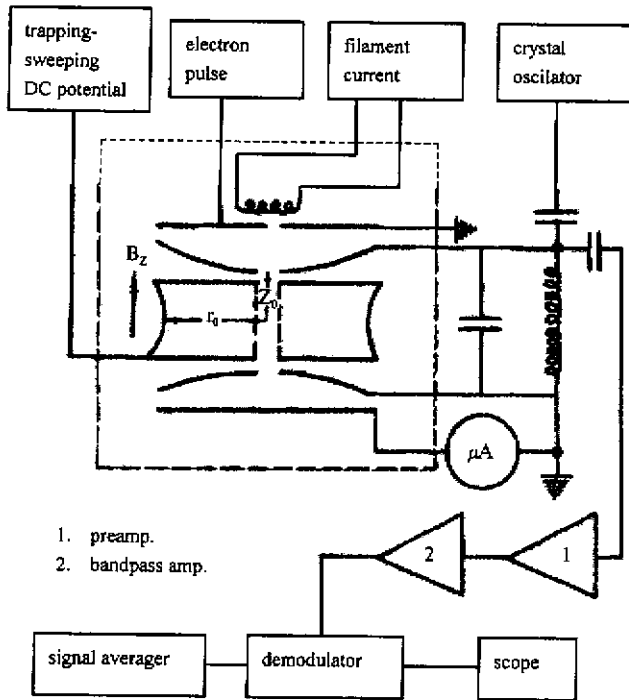 trapping-
sweeping
DC potential
electron
pulse
filament
current
crystal
oscilator
B_Z
Z_0
r_0
μA
1. preamp.
2. bandpass amp.
2
1
signal averager
demodulator
scope